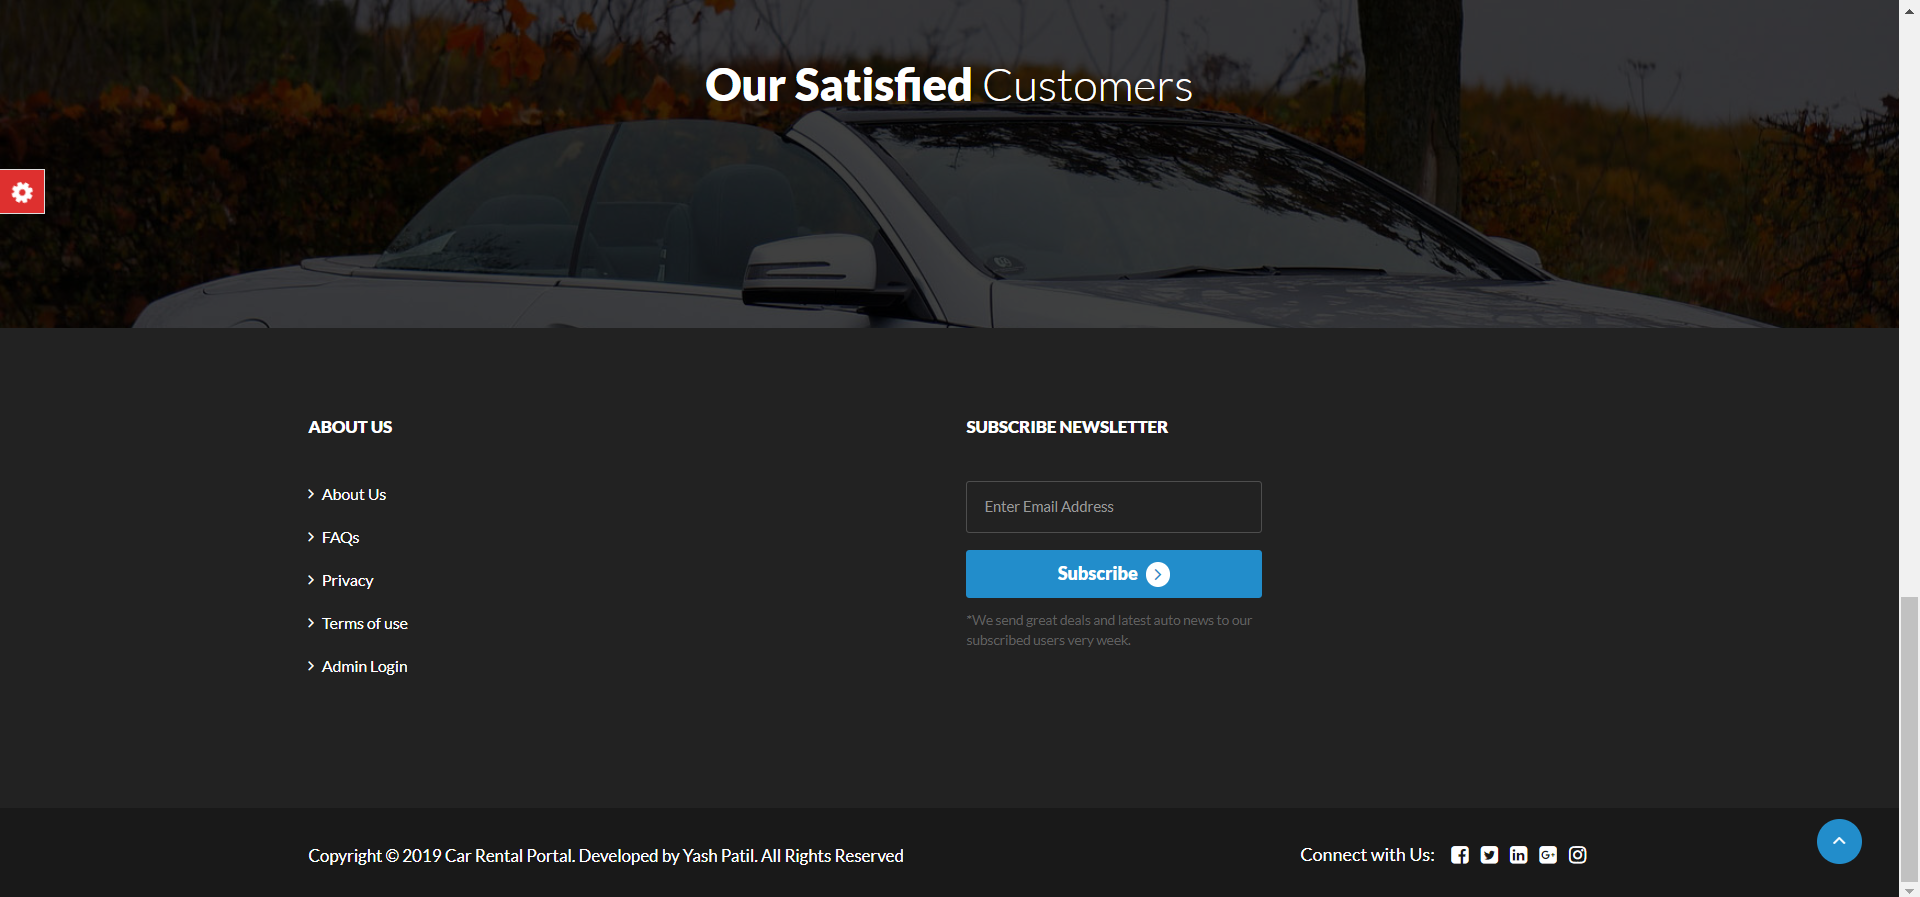 Our Satisfied Customers
ABOUT US
About Us
FAQs
Privacy
Terms of use
Admin Login
SUBSCRIBE NEWSLETTER
Enter Email Address
Subscribe
*We send great deals and latest auto news to our
subscribed users very week.
Copyright © 2019 Car Rental Portal. Developed by Yash Patil. All Rights Reserved
Connect with Us: